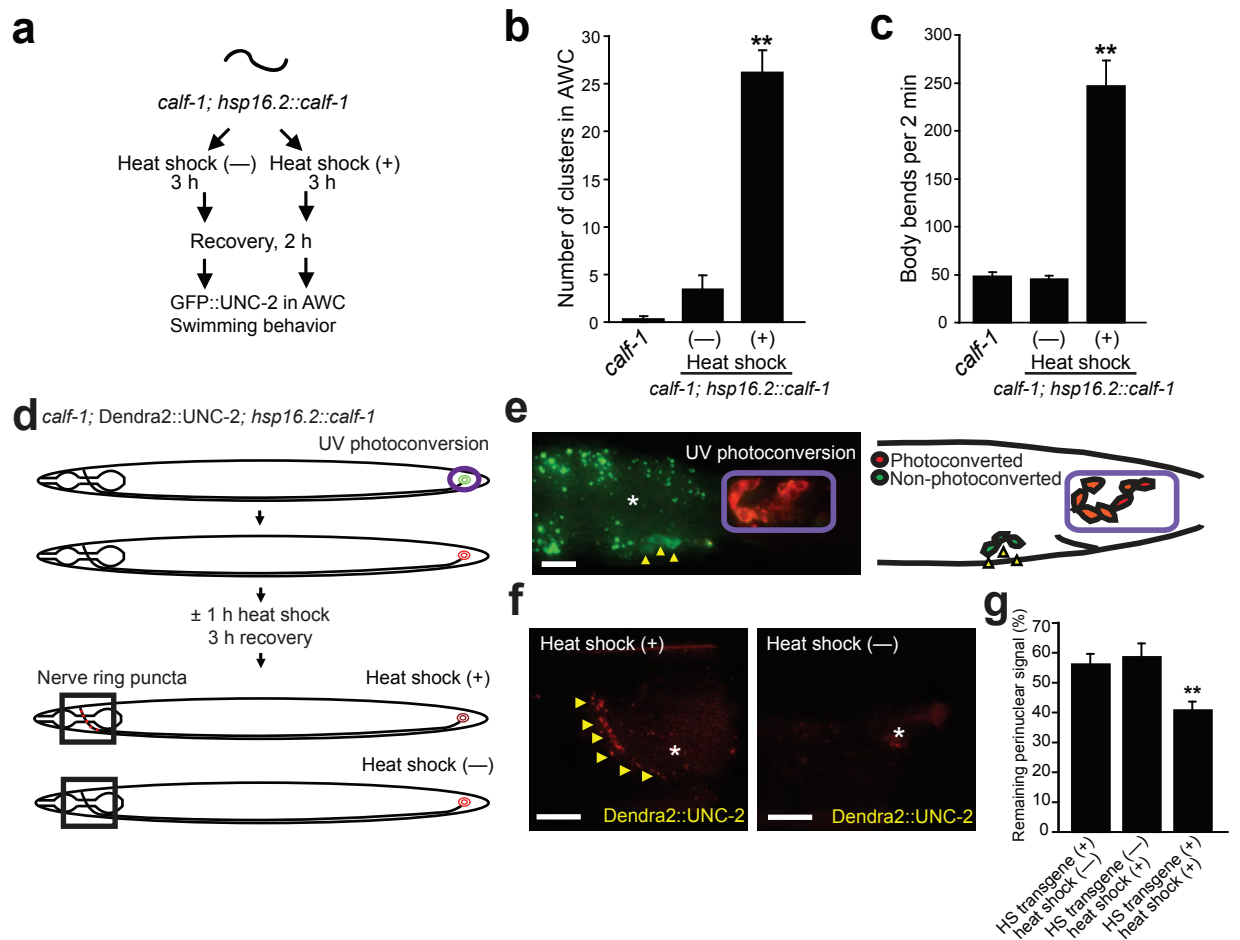 a
calf-1; hsp16.2::calf-1
Heat shock (—) Heat shock (+)
3 h 3 h
Recovery, 2 h
GFP::UNC-2 in AWC
Swimming behavior
b
Number of clusters in AWC
30
25
20
15
10
5
0
**
calf-1 (—) (+)
Heat shock
calf-1; hsp16.2::calf-1
c
Body bends per 2 min
300
250
200
150
100
50
0
**
calf-1 (—) (+)
Heat shock
calf-1; hsp16.2::calf-1
d
calf-1; Dendra2::UNC-2; hsp16.2::calf-1
UV photoconversion
± 1 h heat shock
3 h recovery
Nerve ring puncta
Heat shock (+)
Heat shock (—)
e
UV photoconversion
*
Photoconverted
Non-photoconverted
f
Heat shock (+)
*
Dendra2::UNC-2
Heat shock (—)
*
Dendra2::UNC-2
g
Remaining perinuclear signal (%)
70
60
50
40
30
20
10
0
**
HS transgene (+)
heat shock (—)
HS transgene (—)
heat shock (+)
HS transgene (+)
heat shock (+)